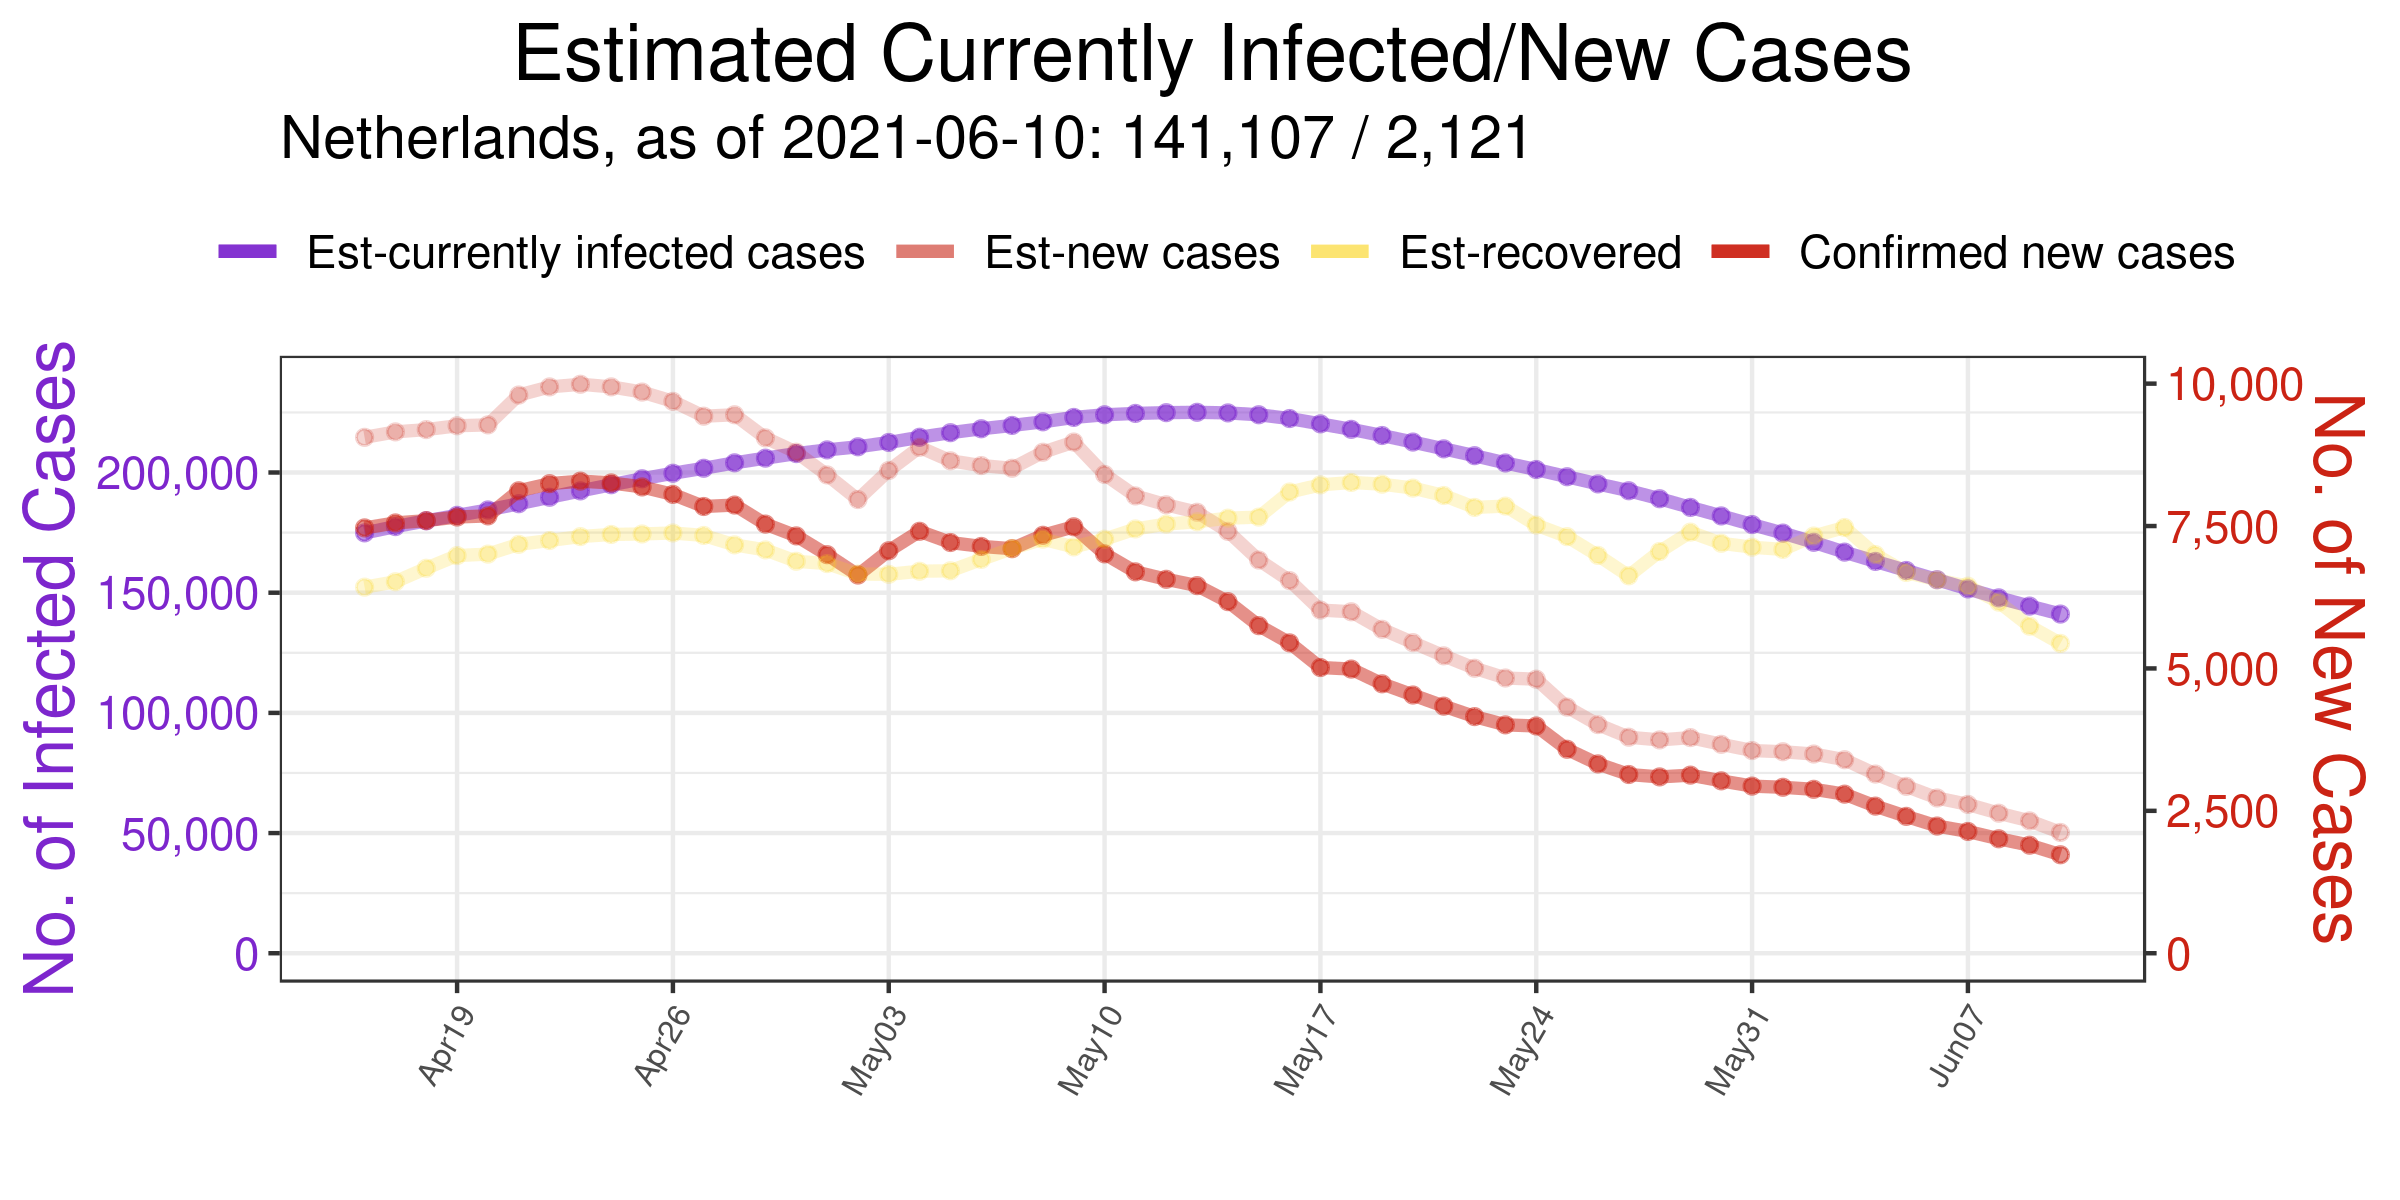 Estimated Currently Infected/New Cases
Netherlands, as of 2021-06-10: 141,107 / 2,121
Est-currently infected cases Est-new cases Est-recovered Confirmed new cases
No. of Infected Cases
200,000
150,000
100,000
50,000
0
10,000
7,500
5,000
2,500
0
No. of New Cases
Apr19 Apr26 May03 May10 May17 May24 May31 Jun07